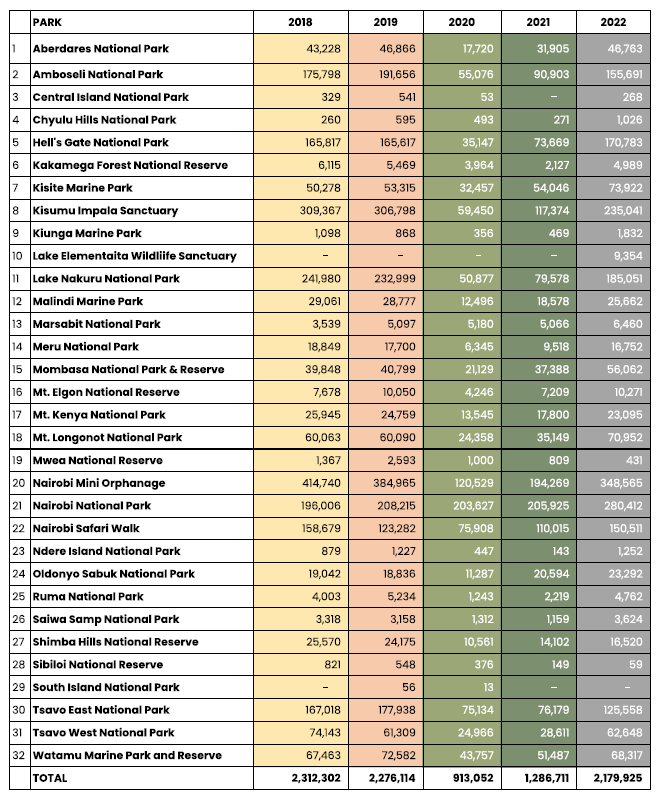 PARK 2018 2019 2020 2021 2022
1 Aberdares National Park 43,228 46,866 17,720 31,905 46,763
2 Amboseli National Park 175,798 191,656 55,076 90,903 155,691
3 Central Island National Park 329 541 53 – 268
4 Chyulu Hills National Park 260 595 493 271 1,026
5 Hell's Gate National Park 165,817 165,617 35,147 73,669 170,783
6 Kakamega Forest National Reserve 6,115 5,469 3,964 2,127 4,989
7 Kisite Marine Park 50,278 53,315 32,457 54,046 73,922
8 Kisumu Impala Sanctuary 309,367 306,798 59,450 117,374 235,041
9 Kiunga Marine Park 1,098 868 356 469 1,832
10 Lake Elementaita Wildliife Sanctuary – – – – 9,354
11 Lake Nakuru National Park 241,980 232,999 50,877 79,578 185,051
12 Malindi Marine Park 29,061 28,777 12,496 18,578 25,662
13 Marsabit National Park 3,539 5,097 5,180 5,066 6,460
14 Meru National Park 18,849 17,700 6,345 9,518 16,752
15 Mombasa National Park & Reserve 39,848 40,799 21,129 37,388 56,062
16 Mt. Elgon National Reserve 7,678 10,050 4,246 7,209 10,271
17 Mt. Kenya National Park 25,945 24,759 13,545 17,800 23,095
18 Mt. Longonot National Park 60,063 60,090 24,358 35,149 70,952
19 Mwea National Reserve 1,367 2,593 1,000 809 431
20 Nairobi Mini Orphanage 414,740 384,965 120,529 194,269 348,565
21 Nairobi National Park 196,006 208,215 203,627 205,925 280,412
22 Nairobi Safari Walk 158,679 123,282 75,908 110,015 150,511
23 Ndere Island National Park 879 1,227 447 143 1,252
24 Oldonyo Sabuk National Park 19,042 18,836 11,287 20,594 23,292
25 Ruma National Park 4,003 5,234 1,243 2,219 4,762
26 Saiwa Samp National Park 3,318 3,158 1,312 1,159 3,624
27 Shimba Hills National Reserve 25,570 24,175 10,561 14,102 16,520
28 Sibiloi National Reserve 821 548 376 149 59
29 South Island National Park – 56 13 – –
30 Tsavo East National Park 167,018 177,938 75,134 76,179 125,558
31 Tsavo West National Park 74,143 61,309 24,966 28,611 62,648
32 Watamu Marine Park and Reserve 67,463 72,582 43,757 51,487 68,317
TOTAL 2,312,302 2,276,114 913,052 1,286,711 2,179,925